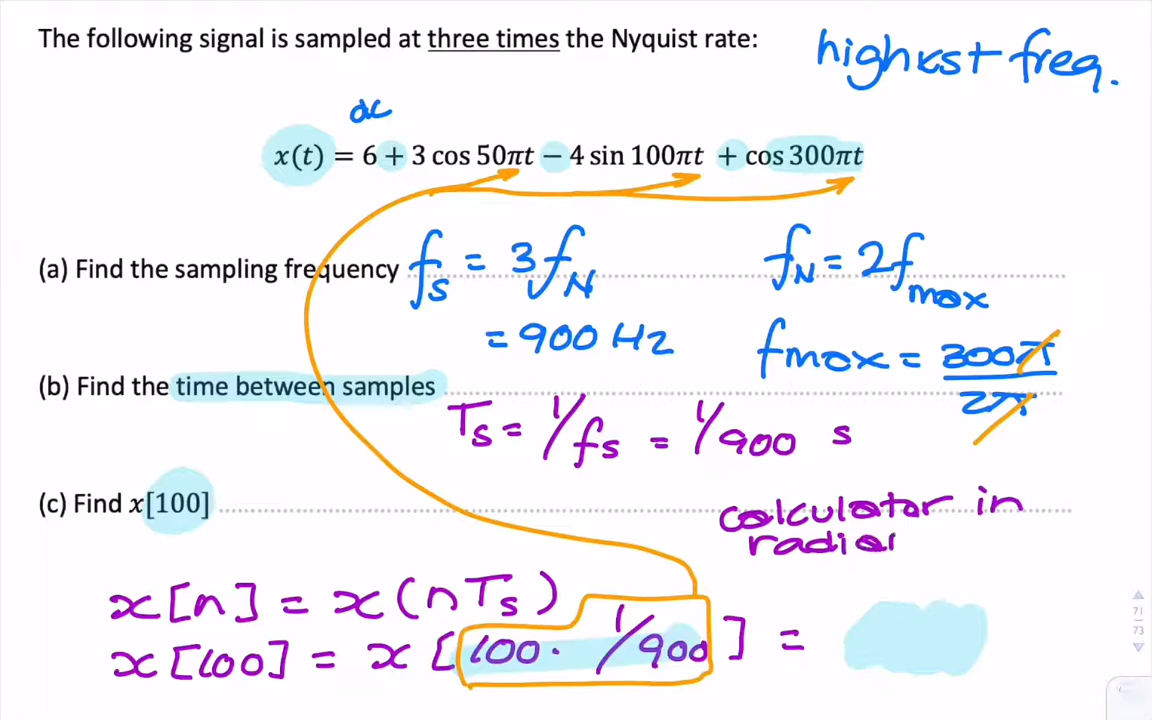 The following signal is sampled at three times the Nyquist rate:
highest freq.
dc
x(t) = 6 + 3 cos 50πt − 4 sin 100πt + cos 300πt
(a) Find the sampling frequency
fs = 3fN
fN = 2fmax
= 900 Hz
fmax = 300π/2π
(b) Find the time between samples
Ts = 1/fs = 1/900 s
(c) Find x[100]
calculator in
radian
x[n] = x(nTs)
x[100] = x[100. 1/900] =
71
73